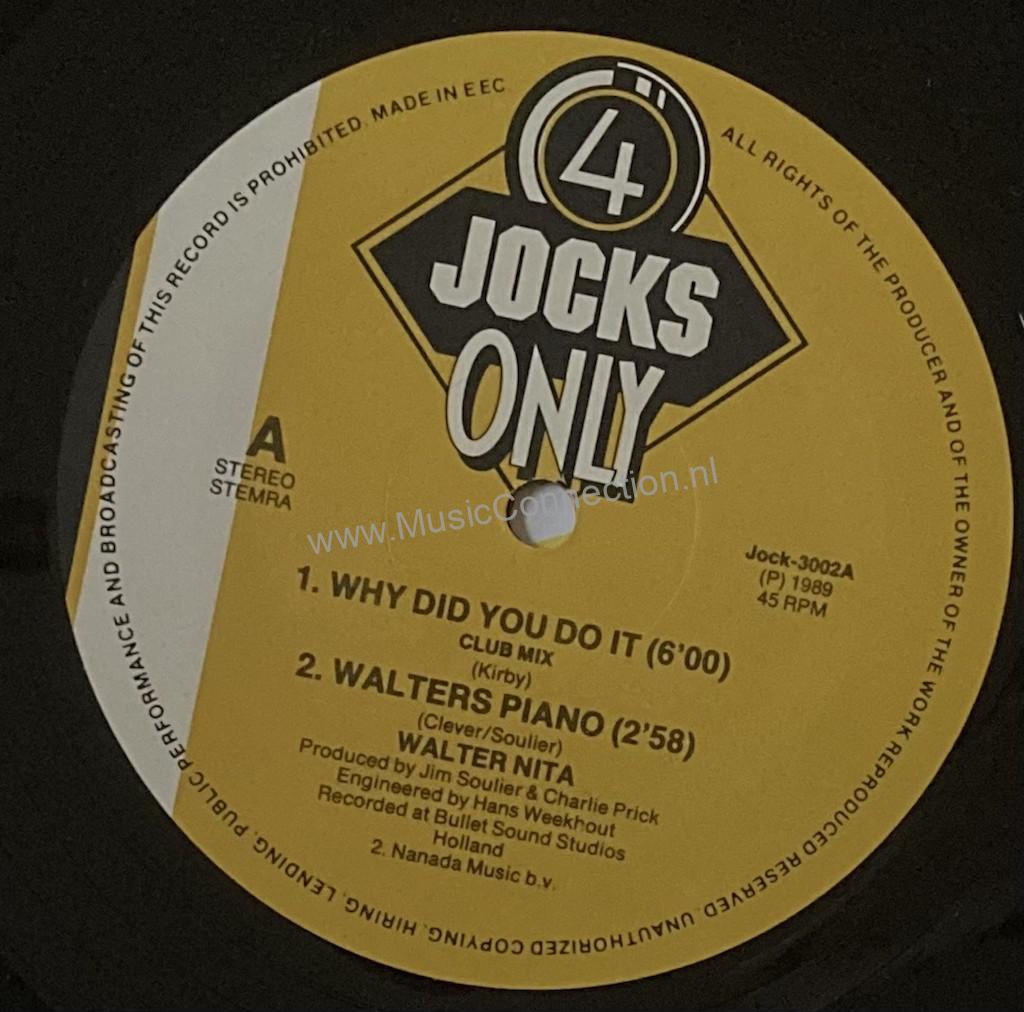 4
JOCKS
ONLY
ALL RIGHTS OF THE PRODUCER AND OF THE OWNER OF THE WORK REPRODUCED RESERVED. UNAUTHORIZED COPYING, HIRING, LENDING, PUBLIC PERFORMANCE AND BROADCASTING OF THIS RECORD IS PROHIBITED. MADE IN EEC
A
STEREO
STEMRA
www.MusicConnection.nl
Jock-3002A
(P) 1989
45 RPM
1. WHY DID YOU DO IT (6'00)
CLUB MIX
(Kirby)
2. WALTERS PIANO (2'58)
(Clever/Soulier)
WALTER NITA
Produced by Jim Soulier & Charlie Prick
Engineered by Hans Weekhout
Recorded at Bullet Sound Studios
Holland
2. Nanada Music b.v.